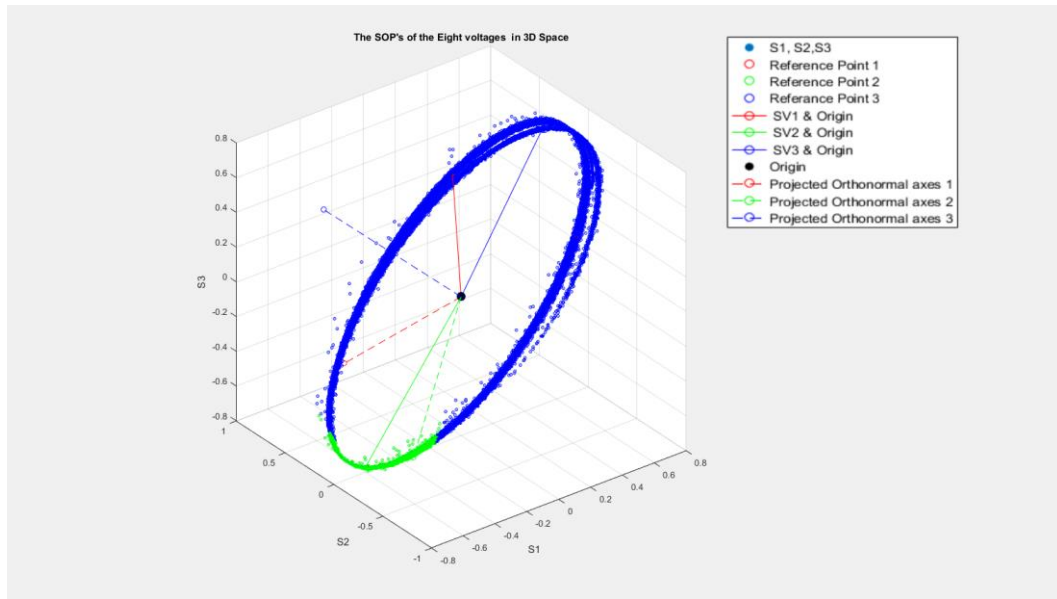 The SOP's of the Eight voltages in 3D Space
S1, S2,S3
Reference Point 1
Reference Point 2
Referance Point 3
SV1 & Origin
SV2 & Origin
SV3 & Origin
Origin
Projected Orthonormal axes 1
Projected Orthonormal axes 2
Projected Orthonormal axes 3
0.8
0.6
0.4
0.2
0
-0.2
-0.4
-0.6
-0.8
S3
1
0.5
0
-0.5
-1
S2
-0.8
-0.6
-0.4
-0.2
0
0.2
0.4
0.6
0.8
S1